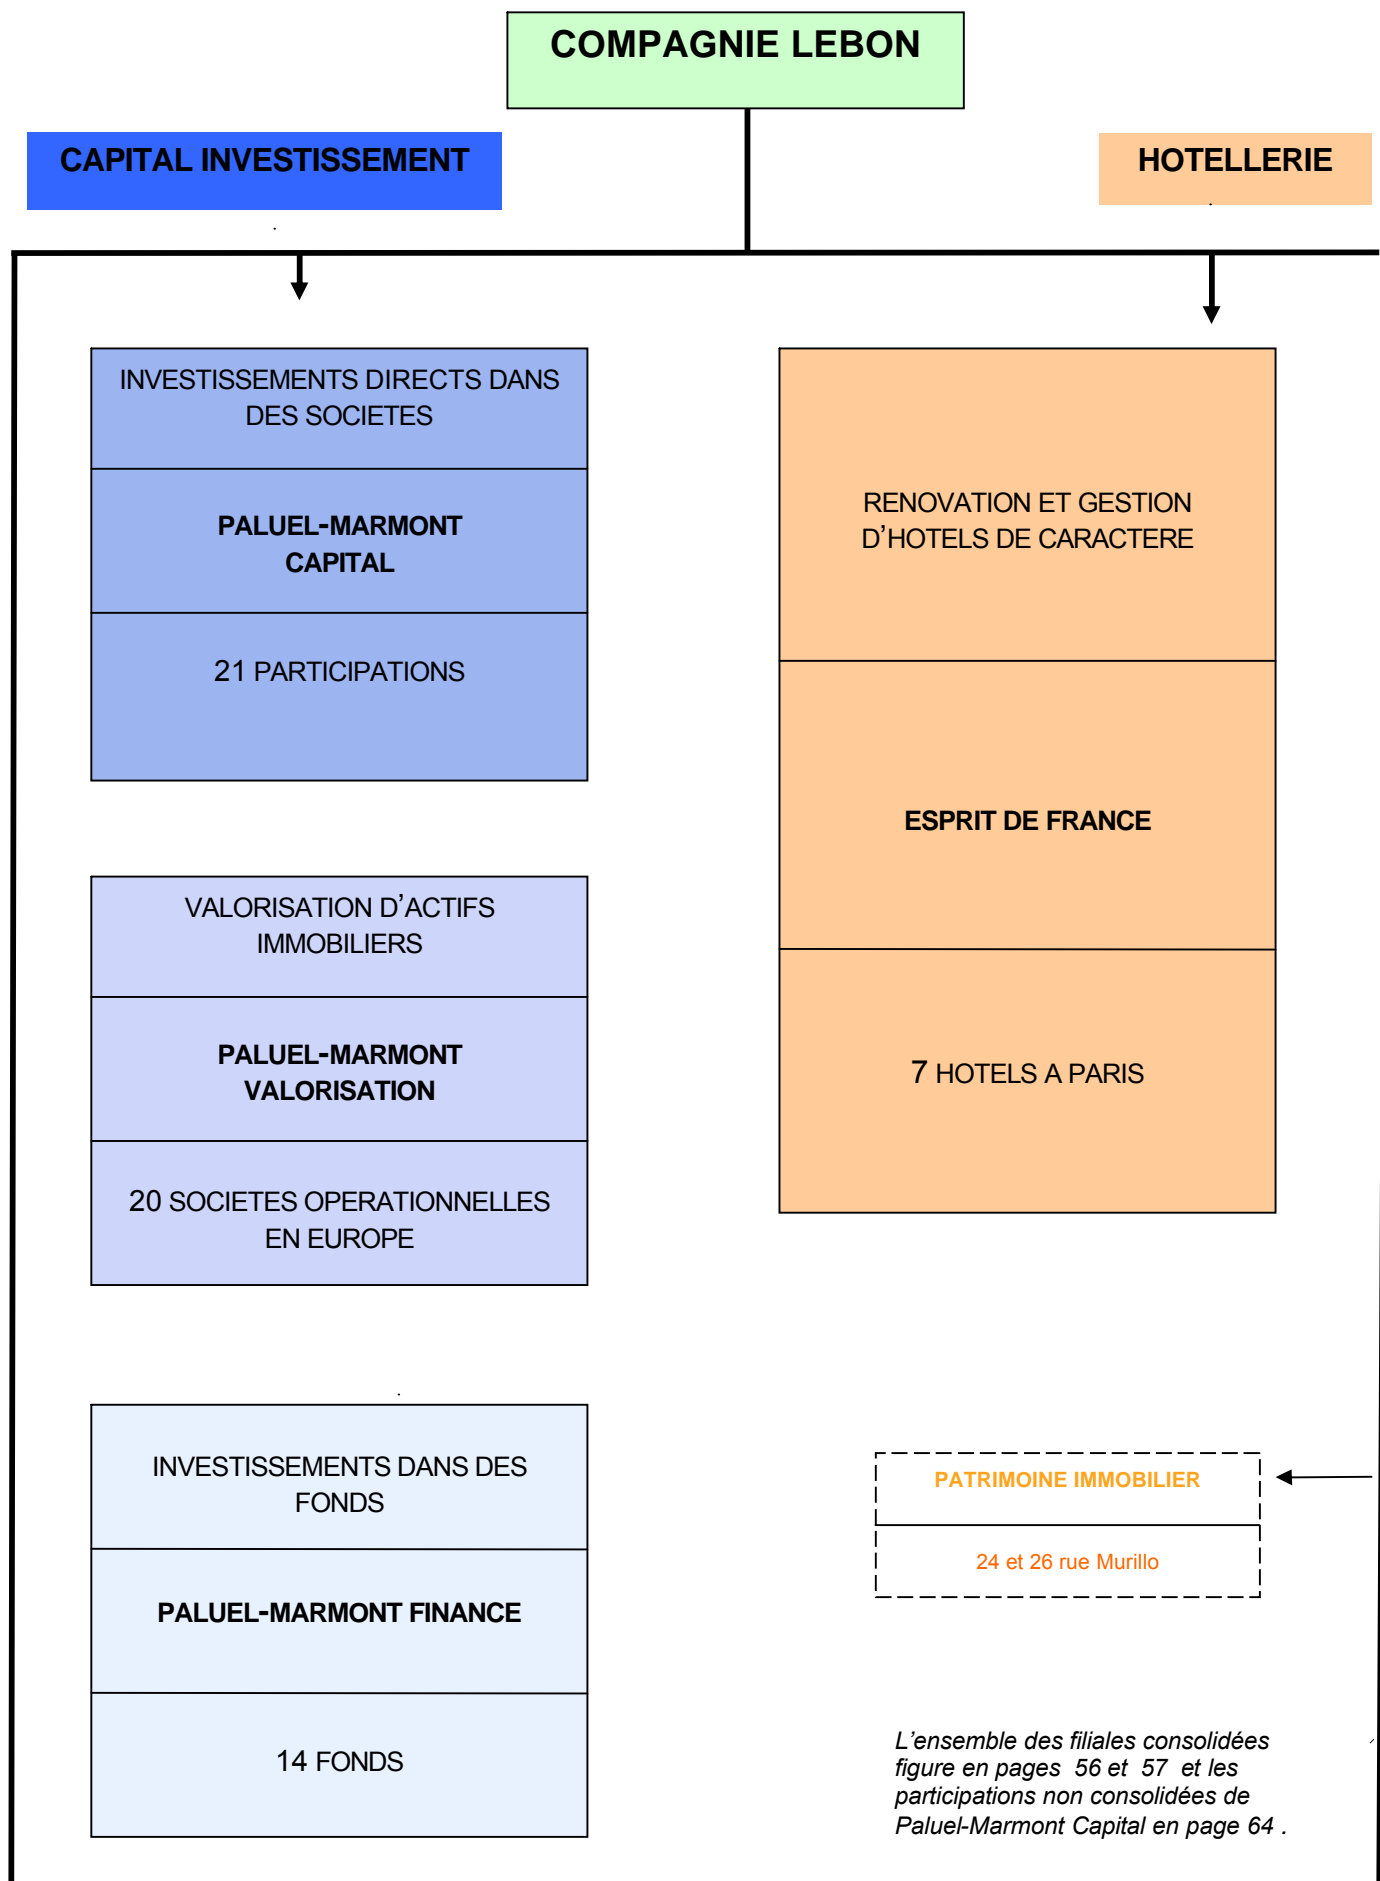 COMPAGNIE LEBON
CAPITAL INVESTISSEMENT
HOTELLERIE
INVESTISSEMENTS DIRECTS DANS
DES SOCIETES
PALUEL-MARMONT
CAPITAL
21 PARTICIPATIONS
VALORISATION D'ACTIFS
IMMOBILIERS
PALUEL-MARMONT
VALORISATION
20 SOCIETES OPERATIONNELLES
EN EUROPE
INVESTISSEMENTS DANS DES
FONDS
PALUEL-MARMONT FINANCE
14 FONDS
RENOVATION ET GESTION
D'HOTELS DE CARACTERE
ESPRIT DE FRANCE
7 HOTELS A PARIS
PATRIMOINE IMMOBILIER
24 et 26 rue Murillo
L'ensemble des filiales consolidées
figure en pages 56 et 57 et les
participations non consolidées de
Paluel-Marmont Capital en page 64 .